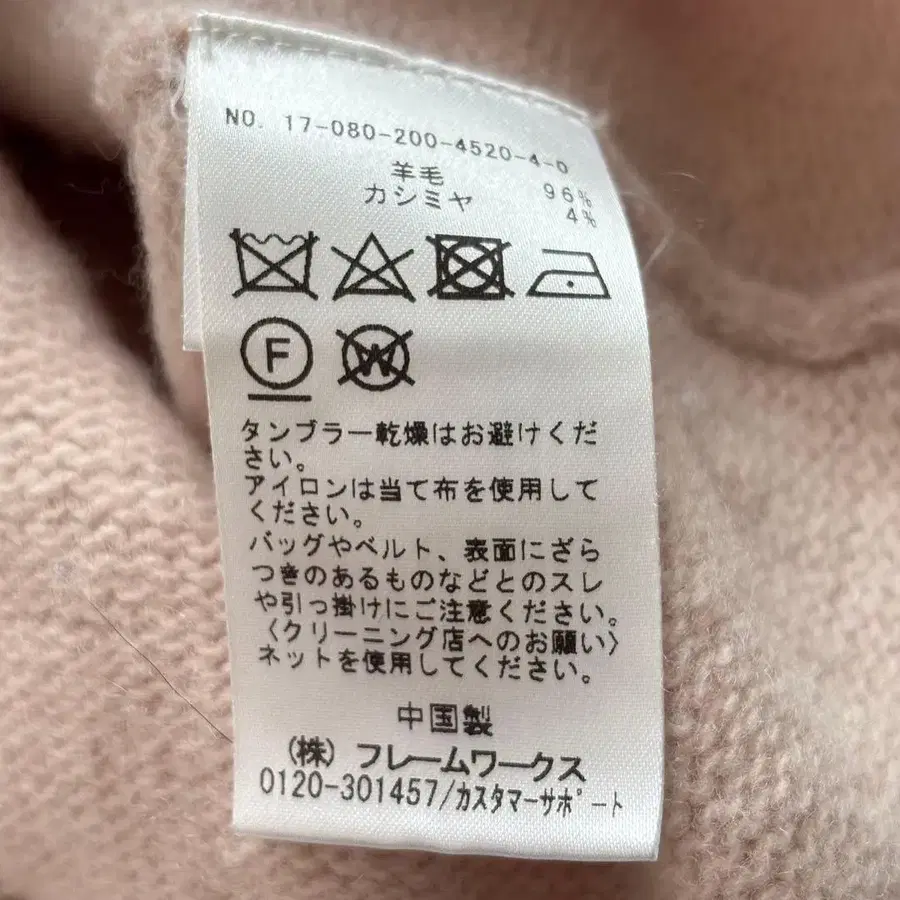 NO. 17-080-200-4520-4-0
羊毛 96%
カシミヤ 4%
F W
タンブラー乾燥はお避けくだ
さい。
アイロンは当て布を使用して
ください。
バッグやベルト、表面にざら
つきのあるものなどとのスレ
や引っ掛けにご注意ください。
〈クリーニング店へのお願い〉
ネットを使用してください。
中国製
(株)フレームワークス
0120-301457/カスタマーサポート